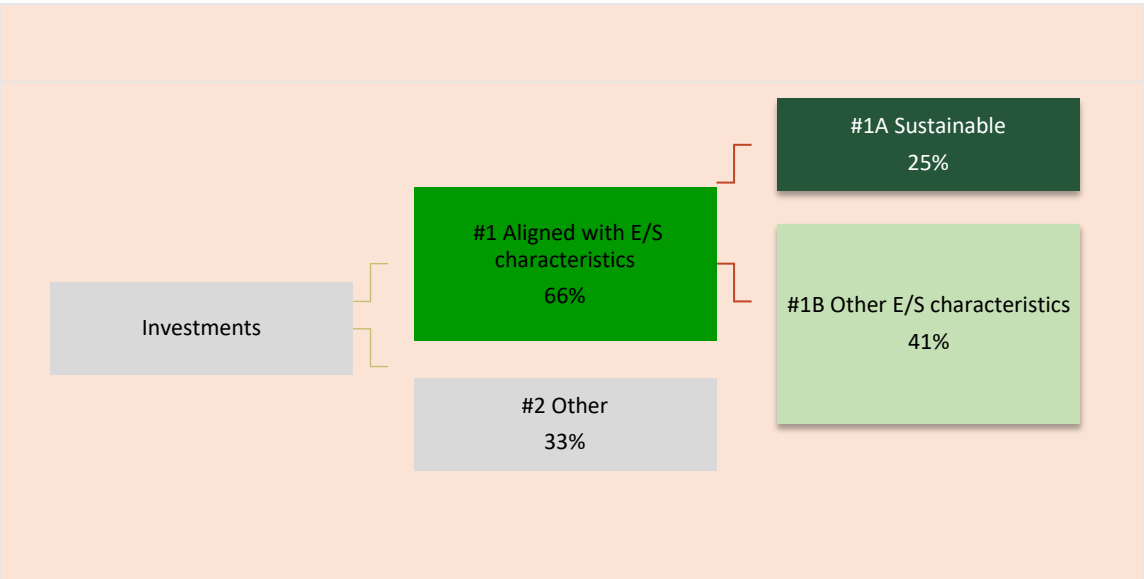 Investments
#1 Aligned with E/S
characteristics
66%
#2 Other
33%
#1A Sustainable
25%
#1B Other E/S characteristics
41%